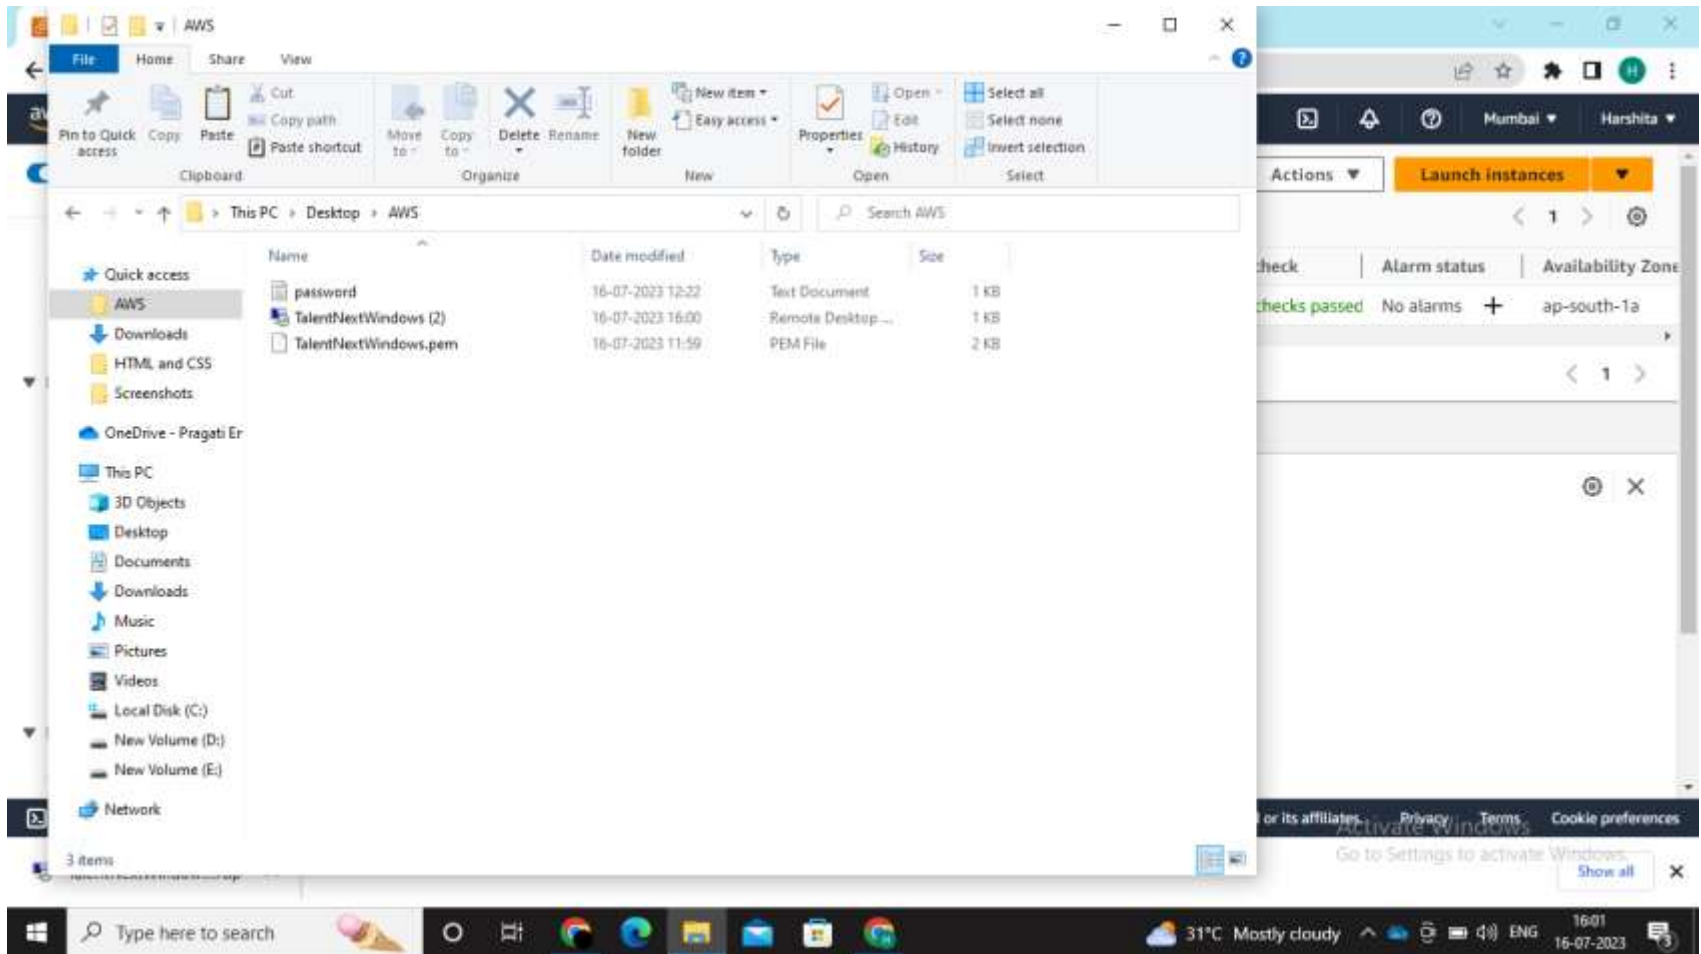 AWS
File Home Share View
Pin to Quick access
Copy
Paste
Cut
Copy path
Paste shortcut
Clipboard
Move to
Copy to
Delete
Rename
Organize
New folder
New item
Easy access
New
Properties
Open
Edit
History
Open
Select all
Select none
Invert selection
Select
This PC > Desktop > AWS
Search AWS
Name Date modified Type Size
password 16-07-2023 12:22 Text Document 1 KB
TalentNextWindows (2) 16-07-2023 16:00 Remote Desktop ... 1 KB
TalentNextWindows.pem 16-07-2023 11:59 PEM File 2 KB
Quick access
AWS
Downloads
HTML and CSS
Screenshots
OneDrive - Pragati Er
This PC
3D Objects
Desktop
Documents
Downloads
Music
Pictures
Videos
Local Disk (C:)
New Volume (D:)
New Volume (E:)
Network
3 items
H
Mumbai Harshita
Actions Launch instances
1
Alarm status Availability Zone
checks passed No alarms + ap-south-1a
1
or its affiliates. Privacy Terms Cookie preferences
Activate Windows
Go to Settings to activate Windows.
Show all
Type here to search
31°C Mostly cloudy
ENG
16:01
16-07-2023
3